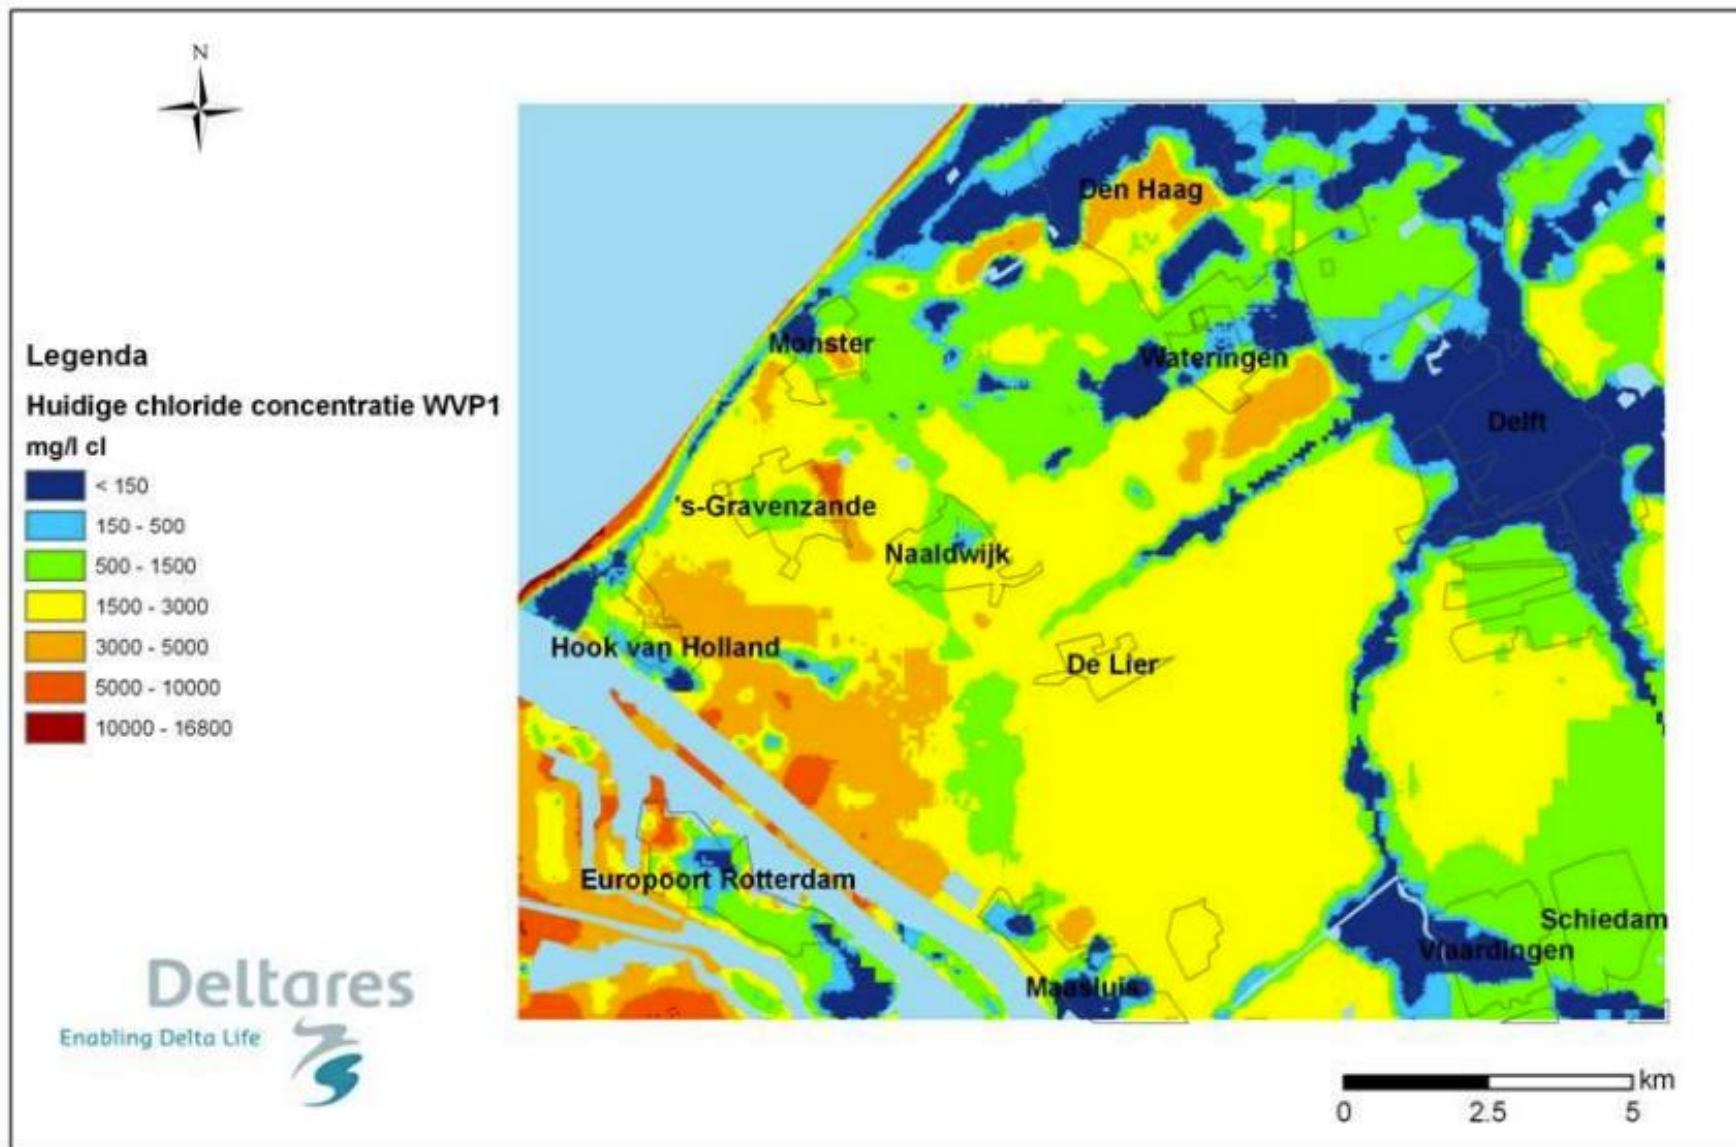 N
Den Haag
Monster
Wateringen
Legenda
Huidige chloride concentratie WVP1
mg/l cl
< 150
150 - 500
500 - 1500
1500 - 3000
3000 - 5000
5000 - 10000
10000 - 16800
Delft
's-Gravenzande
Naaldwijk
Hook van Holland
De Lier
Europoort Rotterdam
Schiedam
Vlaardingen
Maasluis
Deltares
Enabling Delta Life
km
0 2.5 5